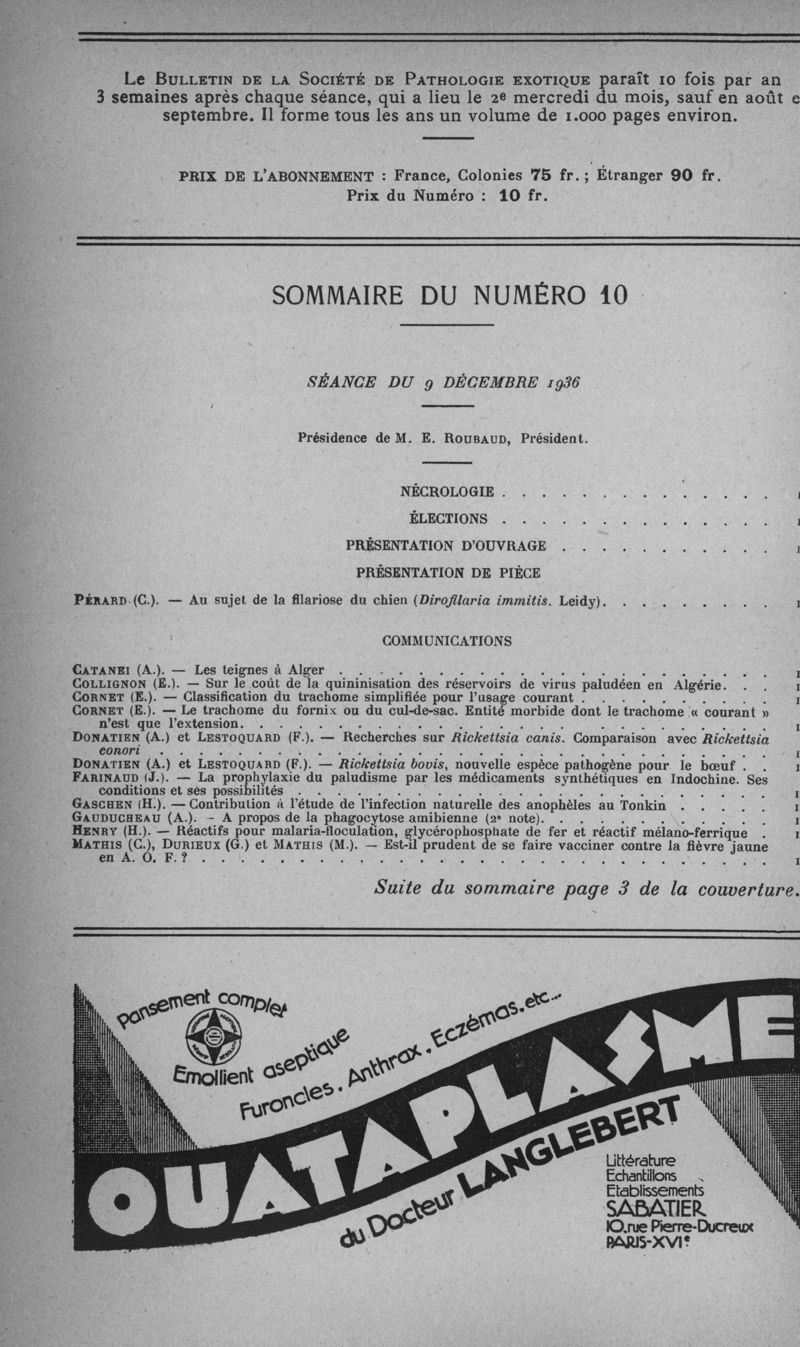 Le Bulletin de la Société de Pathologie exotique paraît 10 fois par an
3 semaines après chaque séance, qui a lieu le 2e mercredi du mois, sauf en août e
septembre. Il forme tous les ans un volume de 1.000 pages environ.
PRIX DE L'ABONNEMENT : France, Colonies 75 fr. ; Étranger 90 fr.
Prix du Numéro : 10 fr.
SOMMAIRE DU NUMÉRO 10
SÉANCE DU 9 DÉCEMBRE 1936
Présidence de M. E. Roubaud, Président.
NÉCROLOGIE . . . . . . . . . . . . . .
ÉLECTIONS . . . . . . . . . . . . . .
PRÉSENTATION D'OUVRAGE . . . . . . . . . . .
PRÉSENTATION DE PIÈCE
Pérard (C.). — Au sujet de la filariose du chien (Dirofilaria immitis. Leidy). . . . . . . . .
COMMUNICATIONS
Catanei (A.). — Les teignes à Alger . . . . . . . . . . . . . . . . . . . . . .
Collignon (E.). — Sur le coût de la quininisation des réservoirs de virus paludéen en Algérie. . .
Cornet (E.). — Classification du trachome simplifiée pour l'usage courant . . . . . . . . . .
Cornet (E.). — Le trachome du fornix ou du cul-de-sac. Entité morbide dont le trachome « courant »
n'est que l'extension. . . . . . . . . . . . . . . . . . . . . . . . . . .
Donatien (A.) et Lestoquard (F.). — Recherches sur Rickettsia canis. Comparaison avec Rickettsia
conori . . . . . . . . . . . . . . . . . . . . . . . . . . . . . . .
Donatien (A.) et Lestoquard (F.). — Rickettsia bovis, nouvelle espèce pathogène pour le bœuf . .
Farinaud (J.). — La prophylaxie du paludisme par les médicaments synthétiques en Indochine. Ses
conditions et ses possibilités . . . . . . . . . . . . . . . . . . . . . . . .
Gaschen (H.). — Contribution à l'étude de l'infection naturelle des anophèles au Tonkin . . . . .
Gauducheau (A.). — A propos de la phagocytose amibienne (2e note). . . . . . . . . . . .
Henry (H.). — Réactifs pour malaria-floculation, glycérophosphate de fer et réactif mélano-ferrique .
Mathis (C.), Durieux (G.) et Mathis (M.). — Est-il prudent de se faire vacciner contre la fièvre jaune
en A. O. F. ? . . . . . . . . . . . . . . . . . . . . . . . . . . . .
Suite du sommaire page 3 de la couverture.
Pansement complet
Émollient aseptique
Furoncles. Anthrax. Eczémas. etc...
OUATAPLASME
du Docteur LANGLEBERT
Littérature
Echantillons
Etablissements
SABATIER
10. rue Pierre-Ducreux
PARIS-XVIe